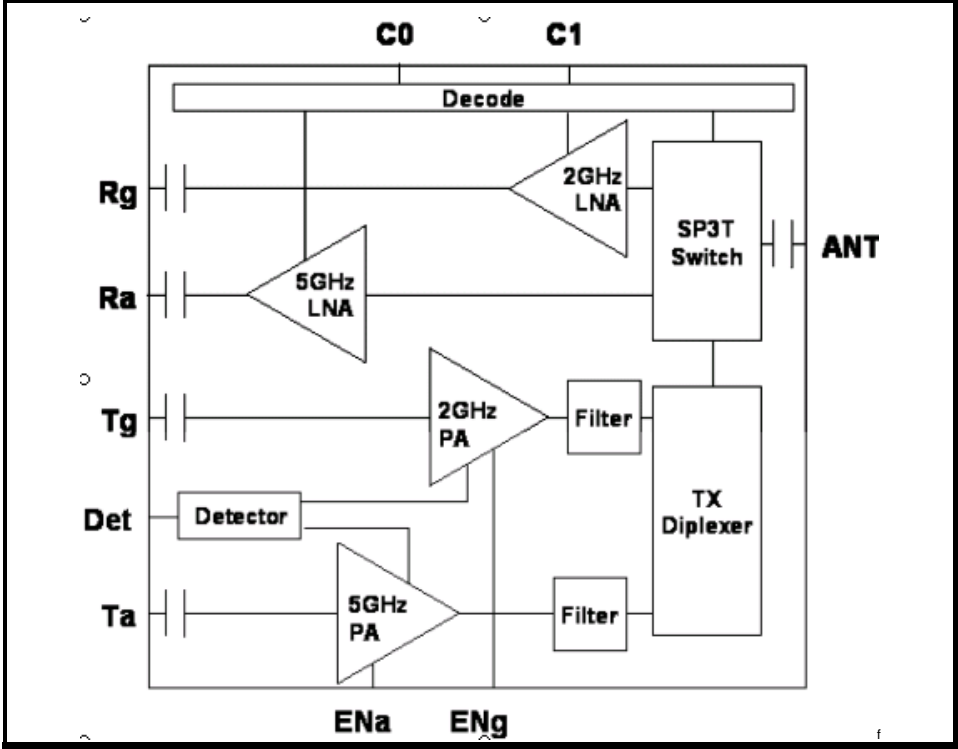 C0 C1
Decode
Rg
2GHz
LNA
SP3T
Switch
ANT
Ra
5GHz
LNA
Tg
2GHz
PA
Filter
TX
Diplexer
Det
Detector
Ta
5GHz
PA
Filter
ENa ENg
f